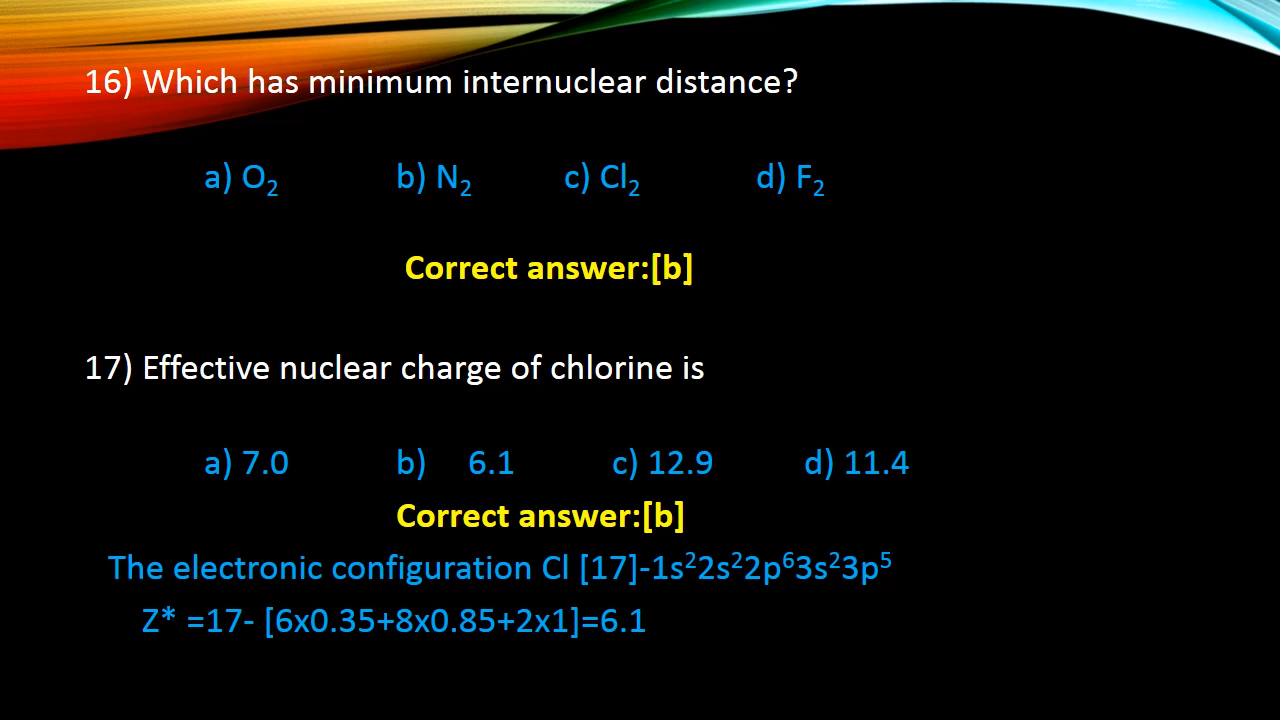 16) Which has minimum internuclear distance?
a) O₂ b) N₂ c) Cl₂ d) F₂
Correct answer:[b]
17) Effective nuclear charge of chlorine is
a) 7.0 b) 6.1 c) 12.9 d) 11.4
Correct answer:[b]
The electronic configuration Cl [17]-1s²2s²2p⁶3s²3p⁵
Z* =17- [6x0.35+8x0.85+2x1]=6.1